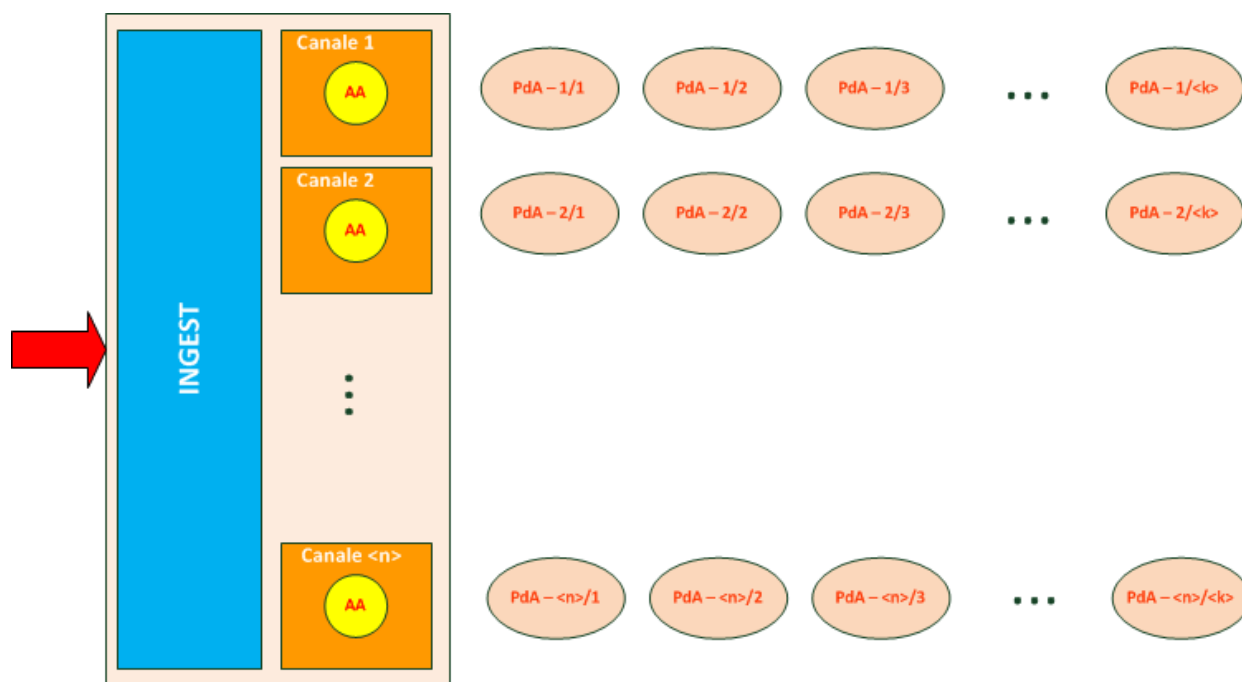 Canale 1
AA
PdA – 1/1
PdA – 1/2
PdA – 1/3
...
PdA – 1/<k>
Canale 2
AA
PdA – 2/1
PdA – 2/2
PdA – 2/3
...
PdA – 2/<k>
INGEST
...
Canale <n>
AA
PdA – <n>/1
PdA – <n>/2
PdA – <n>/3
...
PdA – <n>/<k>